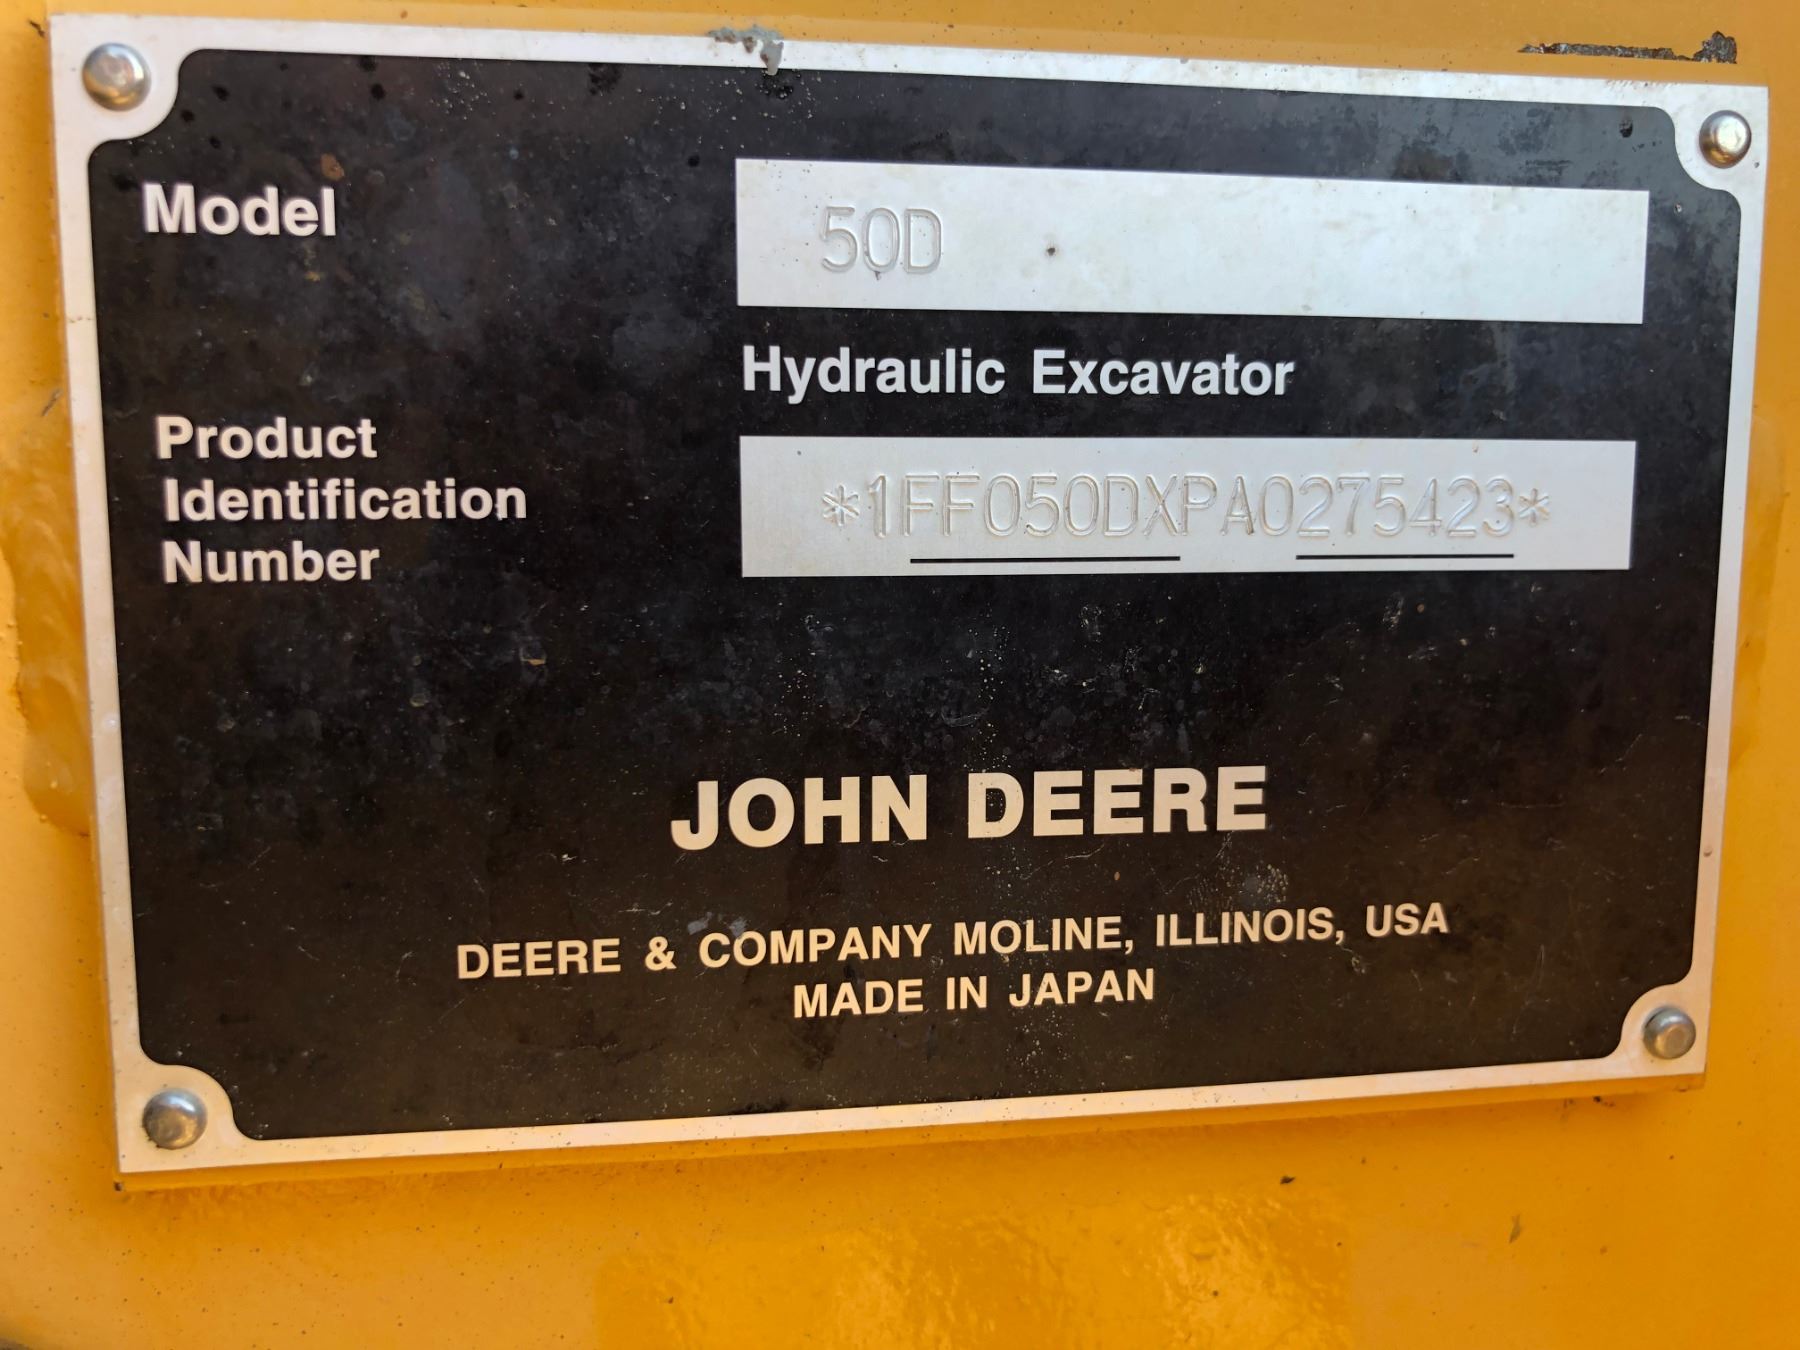 Model 50D
Hydraulic Excavator
Product
Identification
Number
*1FF050DXPA0275423*
JOHN DEERE
DEERE & COMPANY MOLINE, ILLINOIS, USA
MADE IN JAPAN